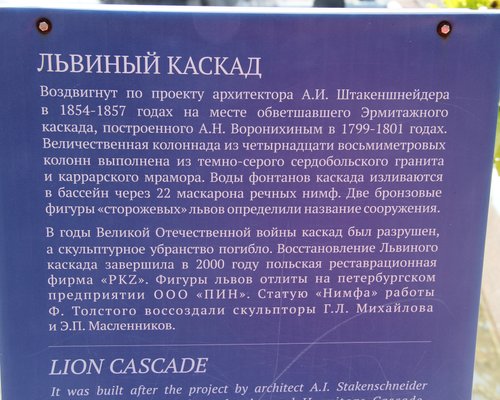 ЛЬВИНЫЙ КАСКАД
Воздвигнут по проекту архитектора А.И. Штакеншнейдера
в 1854-1857 годах на месте обветшавшего Эрмитажного
каскада, построенного А.Н. Воронихиным в 1799-1801 годах.
Величественная колоннада из четырнадцати восьмиметровых
колонн выполнена из темно-серого сердобольского гранита
и каррарского мрамора. Воды фонтанов каскада изливаются
в бассейн через 22 маскарона речных нимф. Две бронзовые
фигуры «сторожевых» львов определили название сооружения.
В годы Великой Отечественной войны каскад был разрушен,
а скульптурное убранство погибло. Восстановление Львиного
каскада завершила в 2000 году польская реставрационная
фирма «PKZ». Фигуры львов отлиты на петербургском
предприятии ООО «ПИН». Статую «Нимфа» работы
Ф. Толстого воссоздали скульпторы Г.Л. Михайлова
и Э.П. Масленников.
LION CASCADE
It was built after the project by architect A.I. Stakenschneider